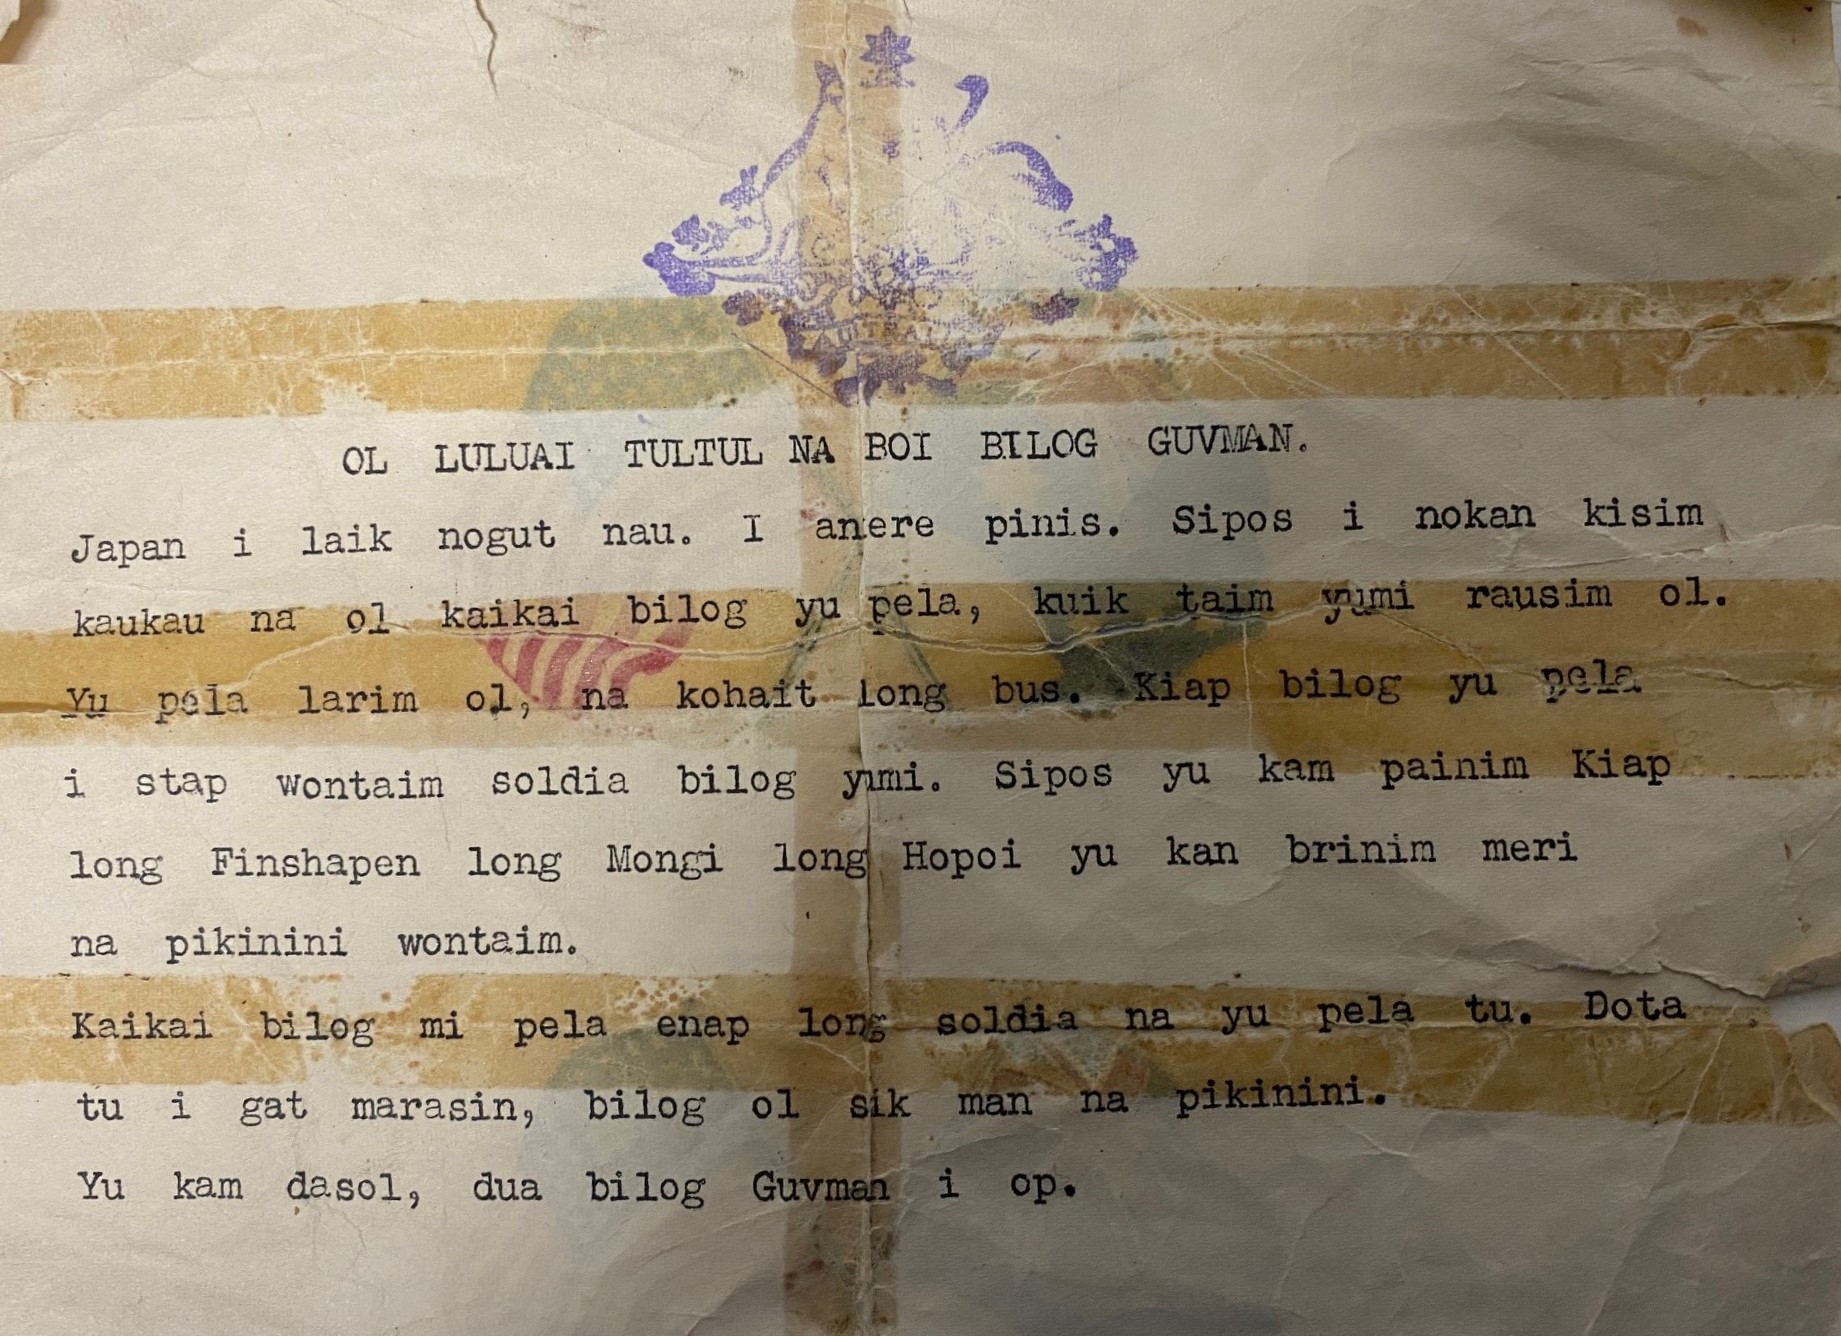 AUSTRALIA
OL LULUAI TULTUL NA BOI BILOG GUVMAN.
Japan i laik nogut nau. I anere pinis. Sipos i nokan kisim
kaukau na ol kaikai bilog yu pela, kuik taim yumi rausim ol.
Yu pela larim ol, na kohait long bus. Kiap bilog yu pela
i stap wontaim soldia bilog yumi. Sipos yu kam painim Kiap
long Finshapen long Mongi long Hopoi yu kan brinim meri
na pikinini wontaim.
Kaikai bilog mi pela enap long soldia na yu pela tu. Dota
tu i gat marasin, bilog ol sik man na pikinini.
Yu kam dasol, dua bilog Guvman i op.